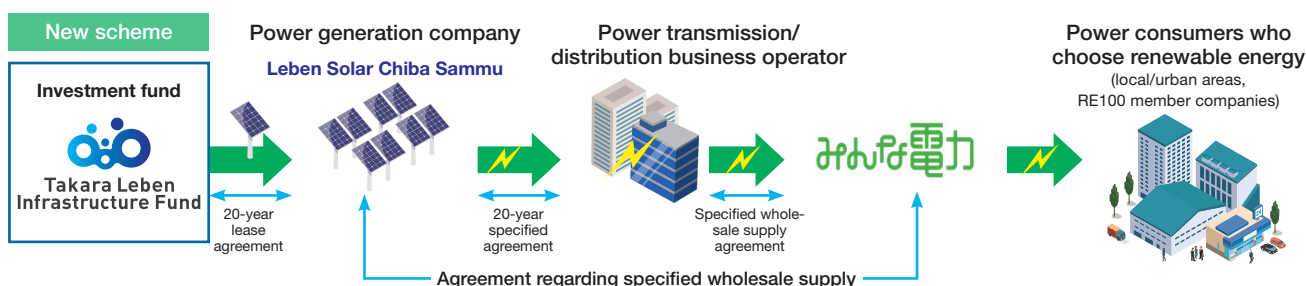 New scheme
Investment fund
Takara Leben
Infrastructure Fund
20-year
lease
agreement
Power generation company
Leben Solar Chiba Sammu
20-year
specified
agreement
Power transmission/
distribution business operator
Specified whole-
sale supply
agreement
みんな電力
Power consumers who
choose renewable energy
(local/urban areas,
RE100 member companies)
Agreement regarding specified wholesale supply